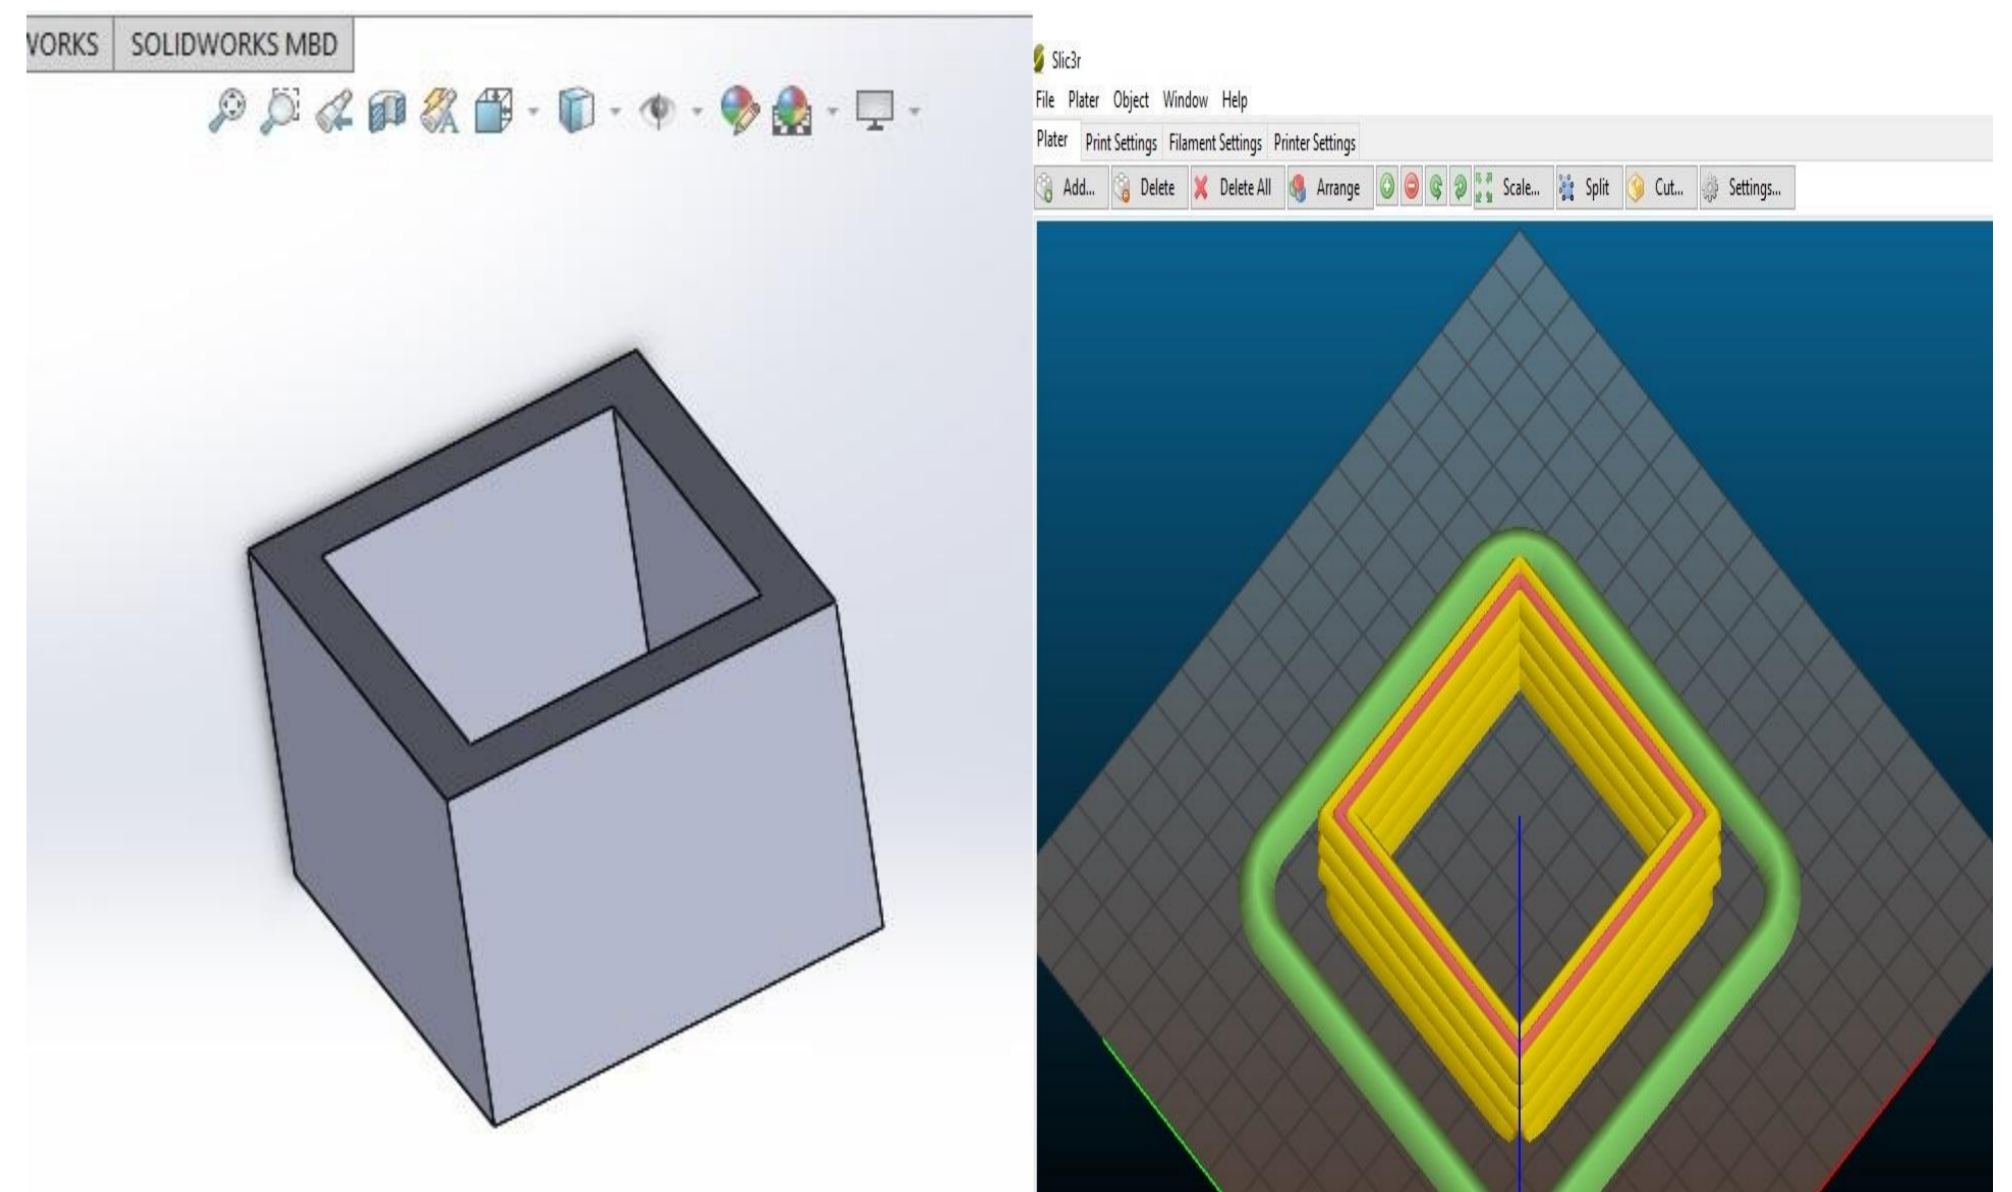 WORKS SOLIDWORKS MBD
Slic3r
File Plater Object Window Help
Plater Print Settings Filament Settings Printer Settings
Add... Delete Delete All Arrange Scale... Split Cut... Settings...